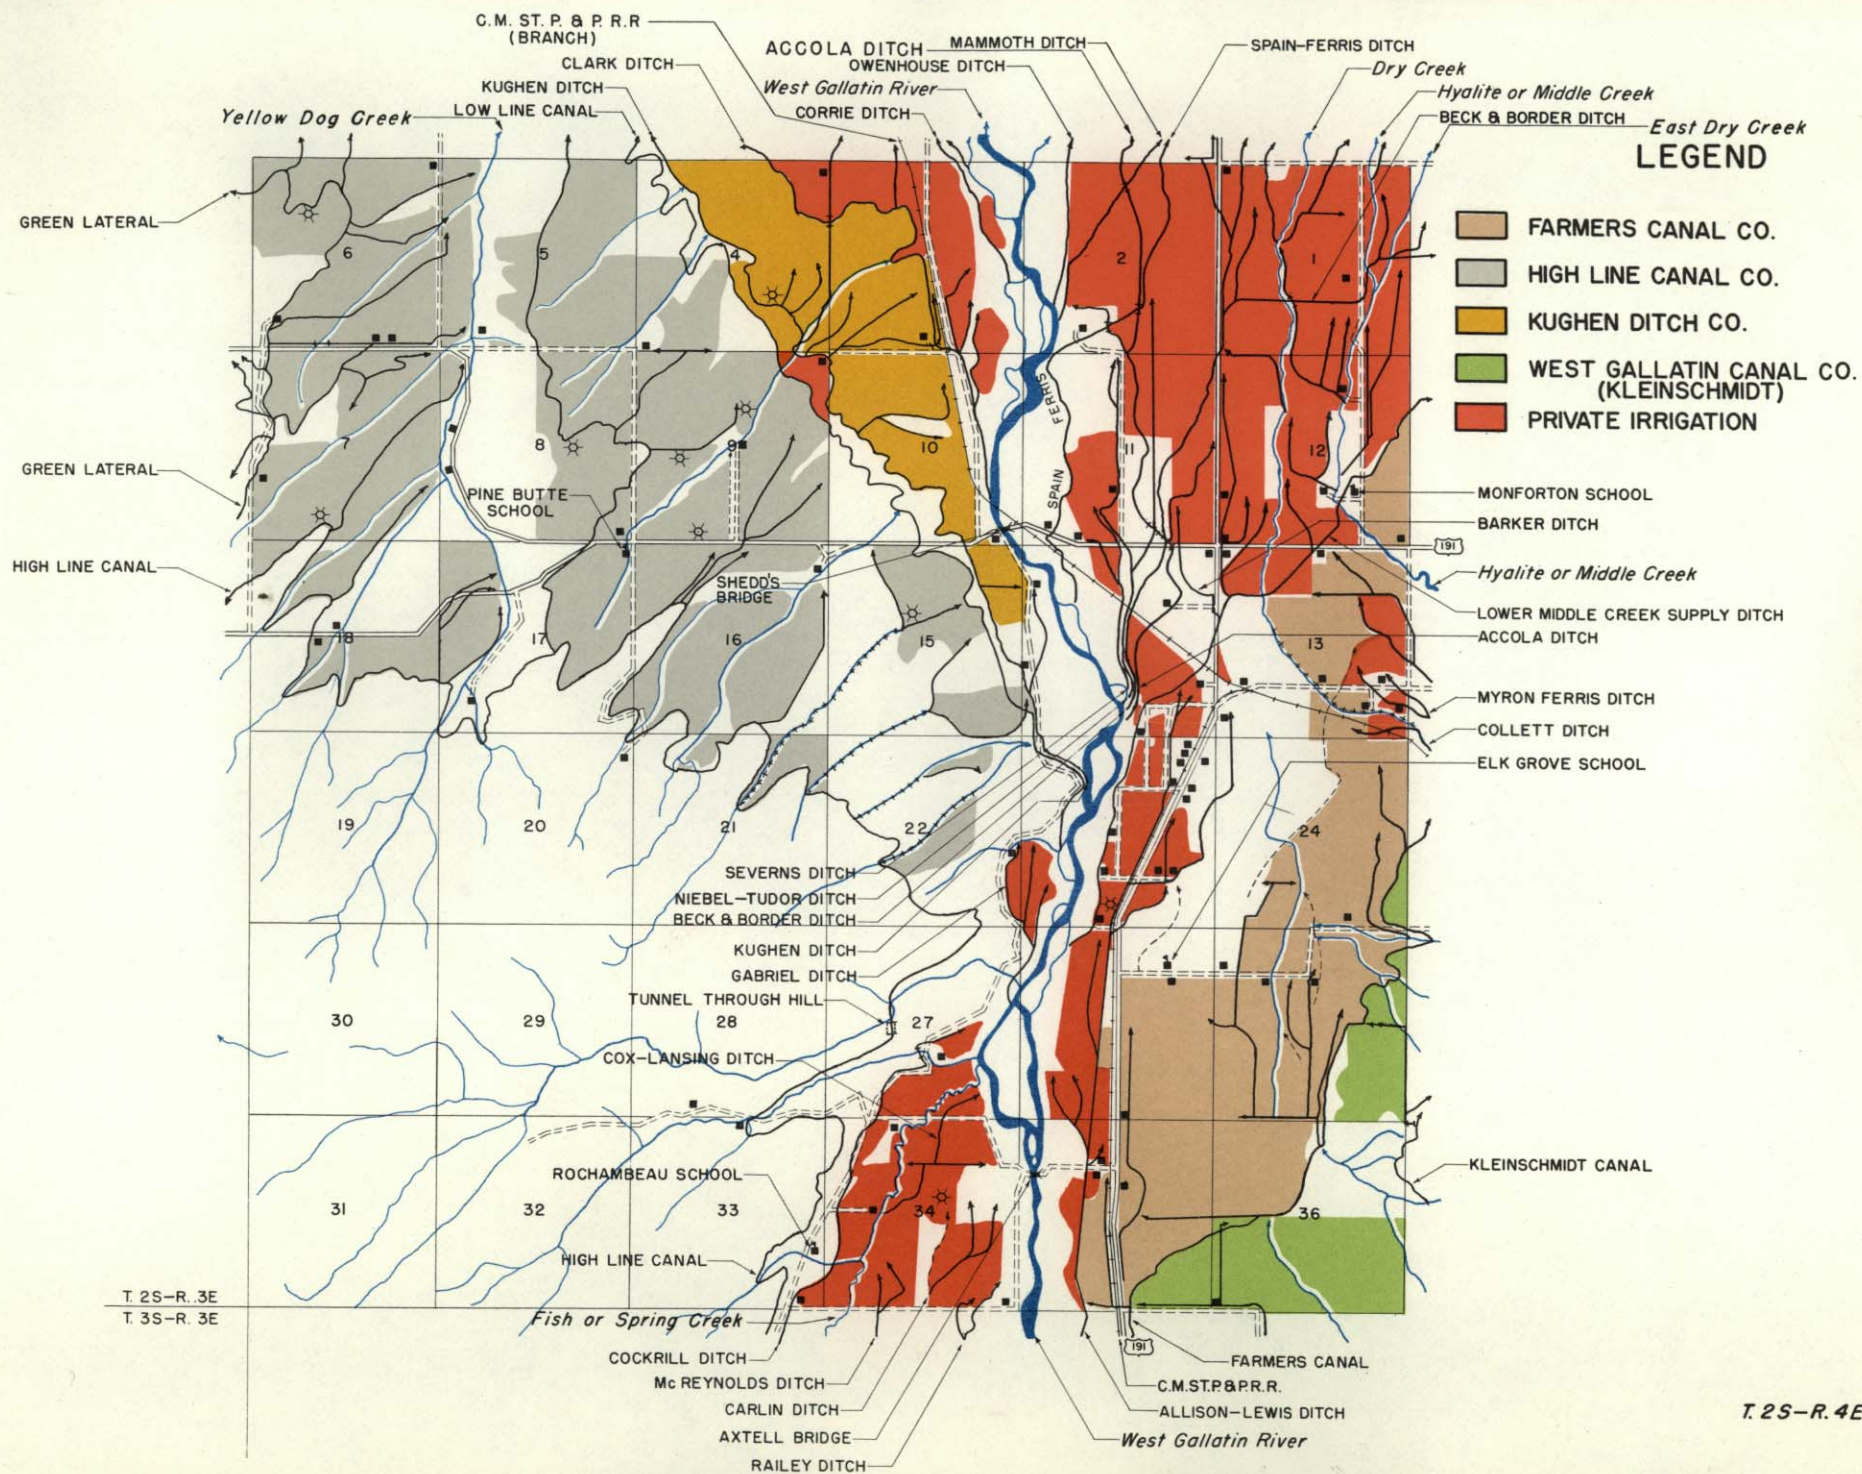 C.M. ST. P. & P. R.R
(BRANCH)
CLARK DITCH
KUGHEN DITCH
LOW LINE CANAL
Yellow Dog Creek
ACCOLA DITCH
MAMMOTH DITCH
OWENHOUSE DITCH
West Gallatin River
CORRIE DITCH
SPAIN-FERRIS DITCH
Dry Creek
Hyalite or Middle Creek
BECK & BORDER DITCH
East Dry Creek
LEGEND
FARMERS CANAL CO.
HIGH LINE CANAL CO.
KUGHEN DITCH CO.
WEST GALLATIN CANAL CO.
(KLEINSCHMIDT)
PRIVATE IRRIGATION
GREEN LATERAL
6
5
4
2
1
SPAIN FERRIS
7
8
9
10
11
12
GREEN LATERAL
PINE BUTTE
SCHOOL
MONFORTON SCHOOL
BARKER DITCH
191
HIGH LINE CANAL
SHEDD'S
BRIDGE
Hyalite or Middle Creek
LOWER MIDDLE CREEK SUPPLY DITCH
ACCOLA DITCH
18
17
16
15
13
MYRON FERRIS DITCH
COLLETT DITCH
ELK GROVE SCHOOL
19
20
21
22
24
SEVERNS DITCH
NIEBEL-TUDOR DITCH
BECK & BORDER DITCH
KUGHEN DITCH
GABRIEL DITCH
TUNNEL THROUGH HILL
30
29
28
27
COX-LANSING DITCH
ROCHAMBEAU SCHOOL
KLEINSCHMIDT CANAL
31
32
33
34
36
HIGH LINE CANAL
T. 2S-R. 3E
T. 3S-R. 3E
Fish or Spring Creek
COCKRILL DITCH
Mc REYNOLDS DITCH
CARLIN DITCH
AXTELL BRIDGE
RAILEY DITCH
191
FARMERS CANAL
C.M.ST.P.&P.R.R.
ALLISON-LEWIS DITCH
West Gallatin River
T. 2S-R. 4E